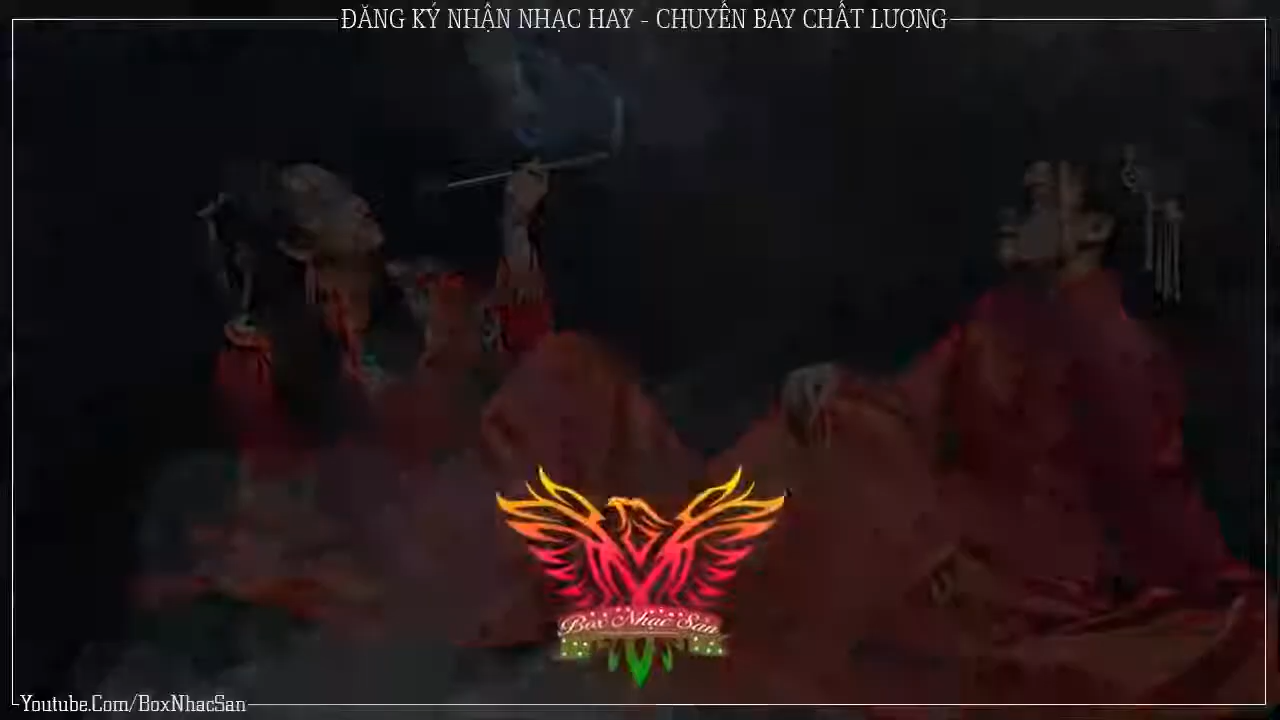 ĐĂNG KÝ NHẬN NHẠC HAY - CHUYẾN BAY CHẤT LƯỢNG
Box Nhạc Sàn
Youtube.Com/BoxNhacSan